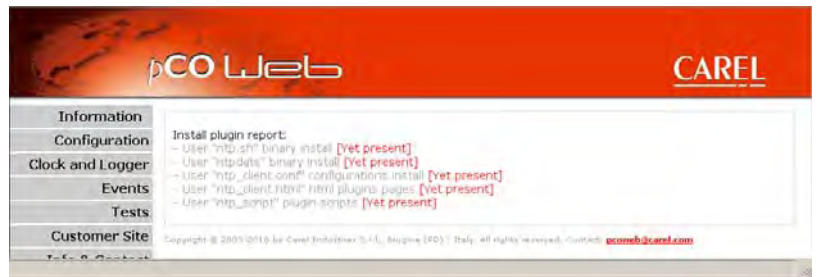 pCO Web
CAREL
Information
Configuration
Clock and Logger
Events
Tests
Customer Site
Info & Contact
Install plugin report:
- User "ntp.sh" binary install [Yet present]
- User "ntpdate" binary install [Yet present]
- User "ntp_client.conf" configurations install [Yet present]
- User "ntp_client.html" html plugins pages [Yet present]
- User "ntp_script" plugin scripts [Yet present]
Copyright © 2003-2010 by Carel Industries S.r.l., Brugine (PD) - Italy. All rights reserved. Contact: pcoweb@carel.com